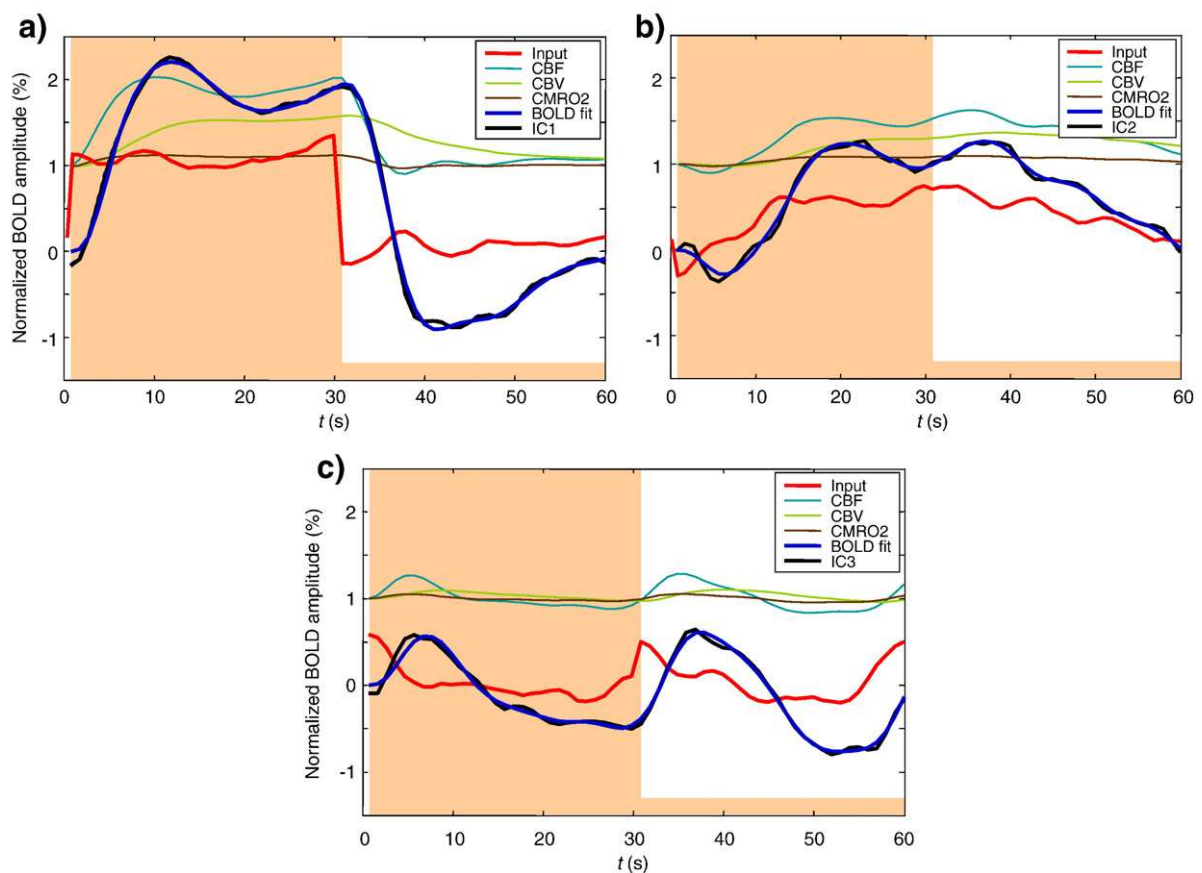 a)
Normalized BOLD amplitude (%)
2
1
0
-1
Input
CBF
CBV
CMRO2
BOLD fit
IC1
0 10 20 30 40 50 60
t (s)
b)
2
1
0
-1
Input
CBF
CBV
CMRO2
BOLD fit
IC2
0 10 20 30 40 50 60
t (s)
c)
Normalized BOLD amplitude (%)
2
1
0
-1
Input
CBF
CBV
CMRO2
BOLD fit
IC3
0 10 20 30 40 50 60
t (s)